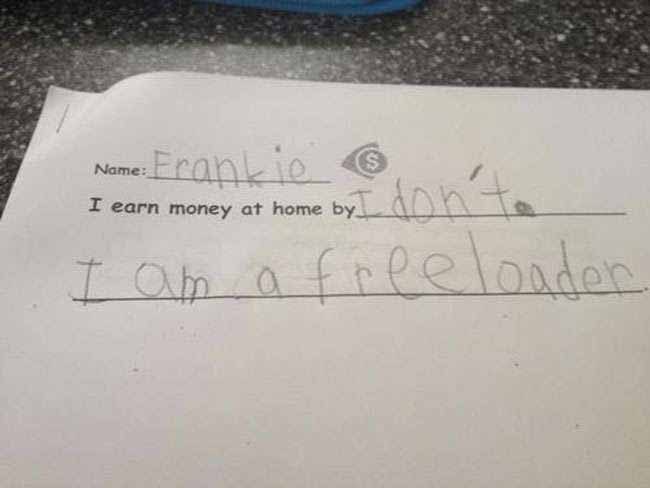 Name: Frankie $
I earn money at home by I don't.
I am a freeloader.